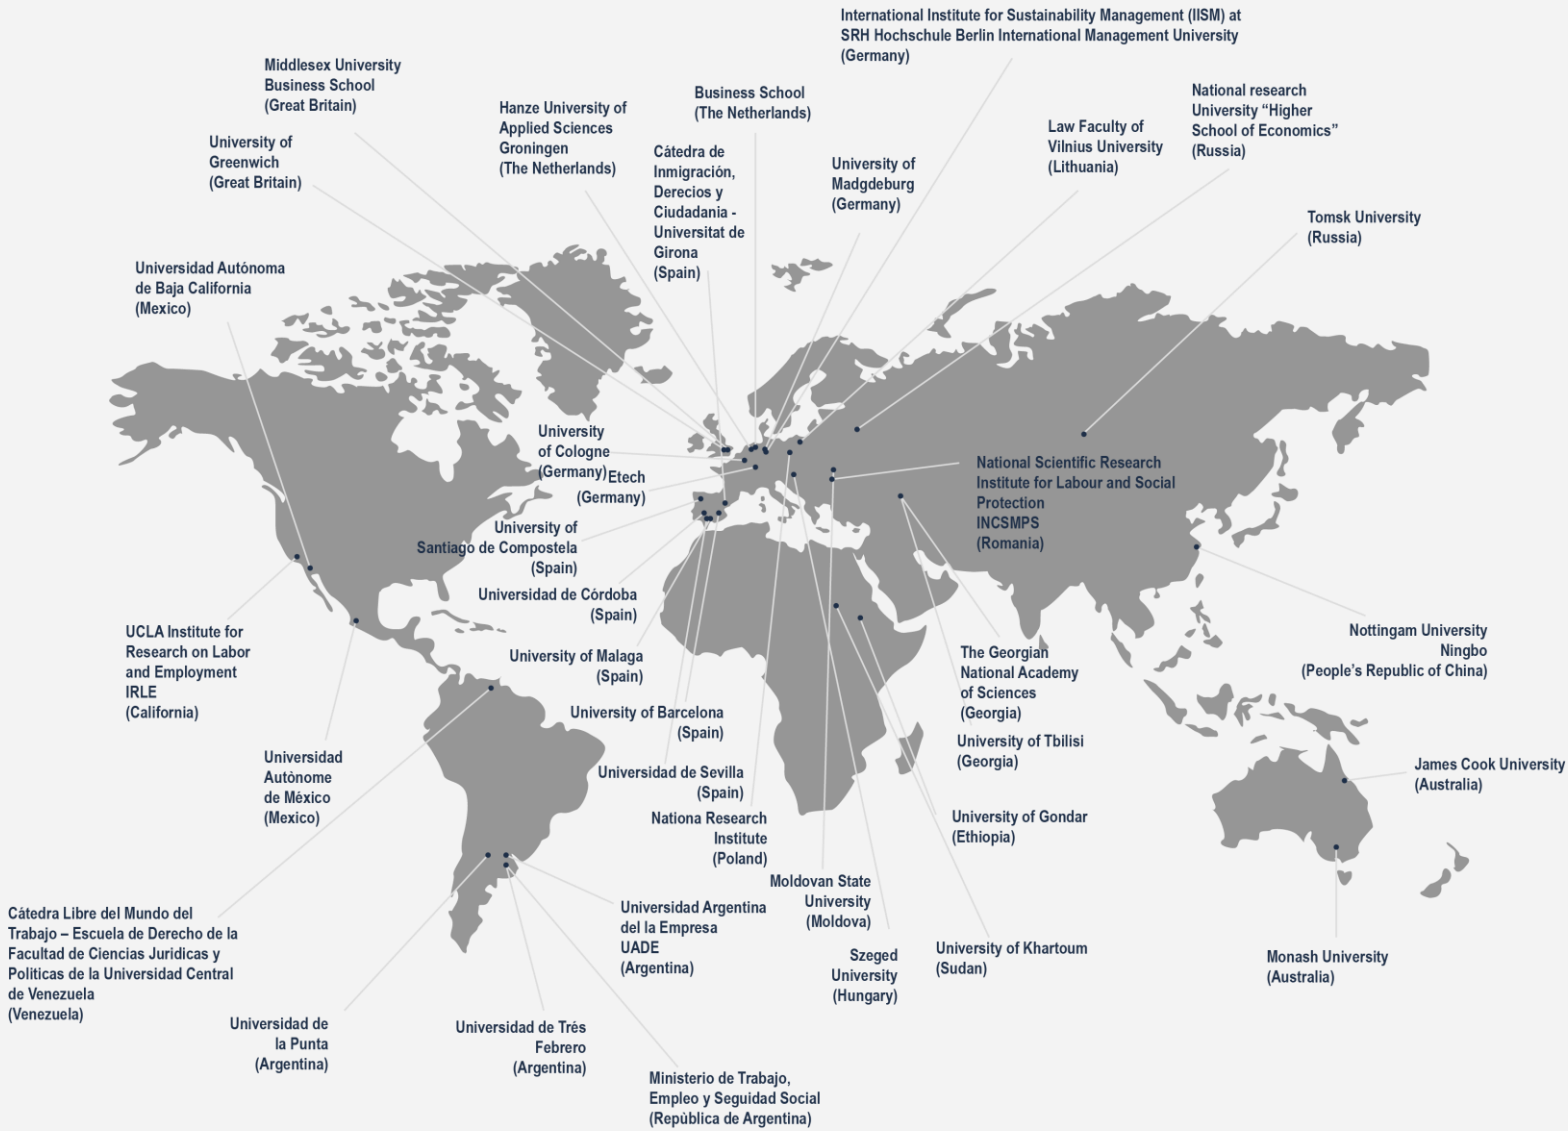 International Institute for Sustainability Management (IISM) at
SRH Hochschule Berlin International Management University
(Germany)
Middlesex University
Business School
(Great Britain)
Business School
(The Netherlands)
National research
University “Higher
School of Economics”
(Russia)
Hanze University of
Applied Sciences
Groningen
(The Netherlands)
Law Faculty of
Vilnius University
(Lithuania)
University of
Greenwich
(Great Britain)
Cátedra de
Inmigración,
Derecios y
Ciudadania -
Universitat de
Girona
(Spain)
University of
Madgdeburg
(Germany)
Tomsk University
(Russia)
Universidad Autónoma
de Baja California
(Mexico)
University
of Cologne
(Germany)
Etech
(Germany)
National Scientific Research
Institute for Labour and Social
Protection
INCSMPS
(Romania)
University of
Santiago de Compostela
(Spain)
Universidad de Córdoba
(Spain)
UCLA Institute for
Research on Labor
and Employment
IRLE
(California)
Nottingam University
Ningbo
(People’s Republic of China)
University of Malaga
(Spain)
The Georgian
National Academy
of Sciences
(Georgia)
University of Barcelona
(Spain)
University of Tbilisi
(Georgia)
Universidad
Autònome
de Mèxico
(Mexico)
James Cook University
(Australia)
Universidad de Sevilla
(Spain)
Nationa Research
Institute
(Poland)
University of Gondar
(Ethiopia)
Moldovan State
University
(Moldova)
Universidad Argentina
del la Empresa
UADE
(Argentina)
Cátedra Libre del Mundo del
Trabajo – Escuela de Derecho de la
Facultad de Ciencias Juridicas y
Politicas de la Universidad Central
de Venezuela
(Venezuela)
University of Khartoum
(Sudan)
Szeged
University
(Hungary)
Monash University
(Australia)
Universidad de
la Punta
(Argentina)
Universidad de Trés
Febrero
(Argentina)
Ministerio de Trabajo,
Empleo y Seguidad Social
(Repùblica de Argentina)